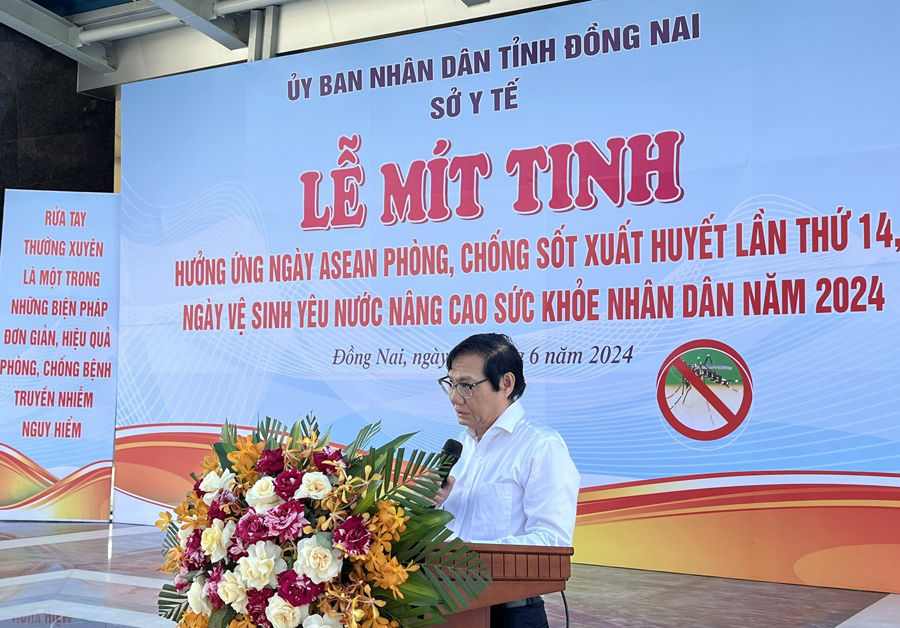 ỦY BAN NHÂN DÂN TỈNH ĐỒNG NAI
SỞ Y TẾ
LỄ MÍT TINH
HƯỞNG ỨNG NGÀY ASEAN PHÒNG, CHỐNG SỐT XUẤT HUYẾT LẦN THỨ 14,
NGÀY VỆ SINH YÊU NƯỚC NÂNG CAO SỨC KHỎE NHÂN DÂN NĂM 2024
Đồng Nai, ngày 6 năm 2024
RỬA TAY
THƯỜNG XUYÊN
LÀ MỘT TRONG
NHỮNG BIỆN PHÁP
ĐƠN GIẢN, HIỆU QUẢ
PHÒNG, CHỐNG BỆNH
TRUYỀN NHIỄM
NGUY HIỂM